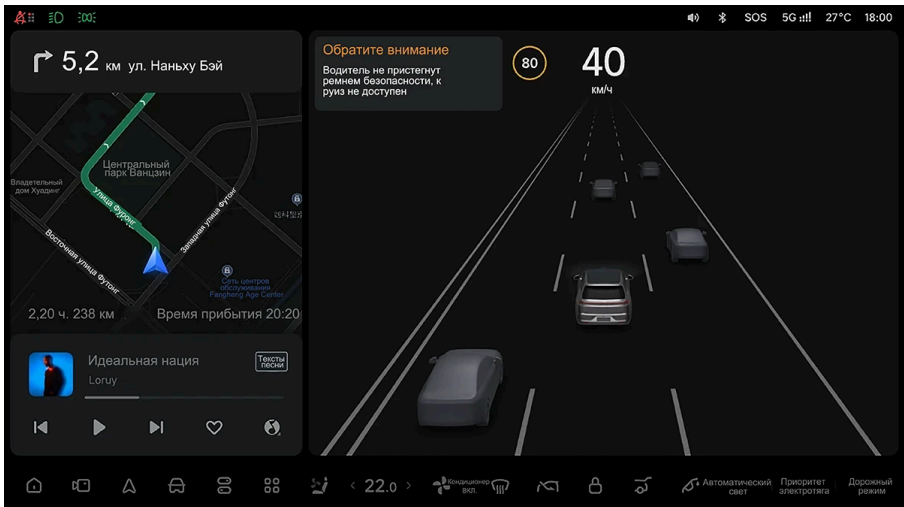 SOS 5G 27°C 18:00
5,2 км ул. Наньху Бэй
Обратите внимание
Водитель не пристегнут
ремнем безопасности, к
руиз не доступен
80
40
км/ч
Центральный
парк Ванцзин
Владетельный
дом Хуадинг
Улица Фуронг
Западная улица Футонг
Восточная улица Футонг
Сеть центров
обслуживания
Fangheng Age Center
2,20 ч. 238 км
Время прибытия 20:20
Идеальная нация
Loruy
Тексты
песни
22.0
Кондиционер
вкл.
Автоматический
свет
Приоритет
электротяга
Дорожный
режим